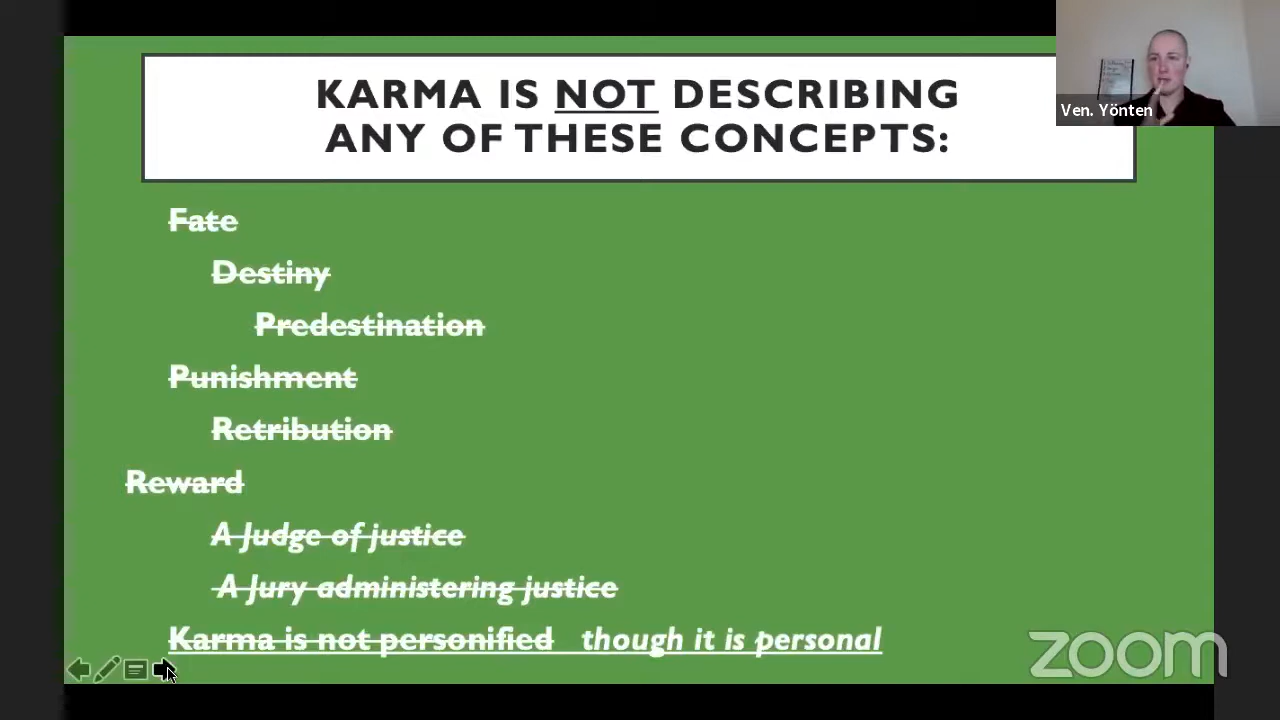 KARMA IS NOT DESCRIBING
ANY OF THESE CONCEPTS:
Ven. Yönten
Fate
Destiny
Predestination
Punishment
Retribution
Reward
A Judge of justice
A Jury administering justice
Karma is not personified though it is personal
zoom